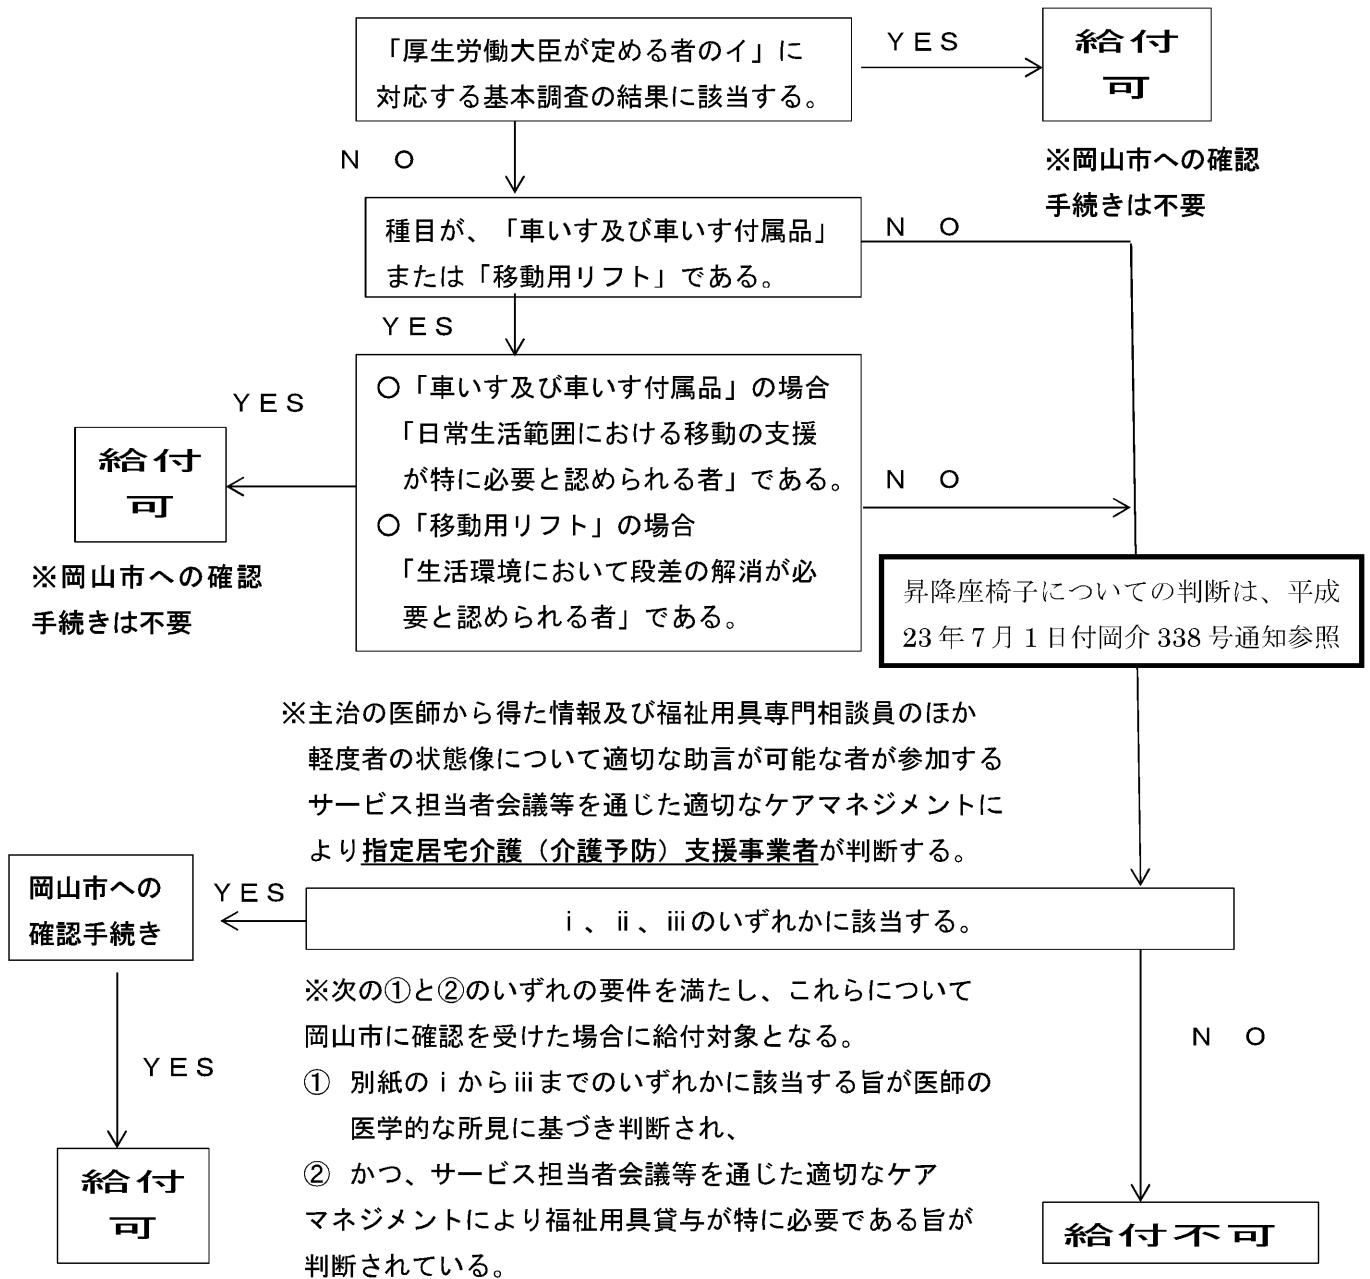 「厚生労働大臣が定める者のイ」に
対応する基本調査の結果に該当する。
ＹＥＳ
給付
可
※岡山市への確認
手続きは不要
Ｎ　Ｏ
種目が、「車いす及び車いす付属品」
または「移動用リフト」である。
Ｎ　Ｏ
ＹＥＳ
○「車いす及び車いす付属品」の場合
「日常生活範囲における移動の支援
が特に必要と認められる者」である。
○「移動用リフト」の場合
「生活環境において段差の解消が必
要と認められる者」である。
ＹＥＳ
給付
可
※岡山市への確認
手続きは不要
Ｎ　Ｏ
昇降座椅子についての判断は、平成
23 年 7 月 1 日付岡介 338 号通知参照
※主治の医師から得た情報及び福祉用具専門相談員のほか
軽度者の状態像について適切な助言が可能な者が参加する
サービス担当者会議等を通じた適切なケアマネジメントに
より指定居宅介護（介護予防）支援事業者が判断する。
ⅰ、ⅱ、ⅲのいずれかに該当する。
ＹＥＳ
岡山市への
確認手続き
ＹＥＳ
給付
可
※次の①と②のいずれの要件を満たし、これらについて
岡山市に確認を受けた場合に給付対象となる。
①　別紙のⅰからⅲまでのいずれかに該当する旨が医師の
医学的な所見に基づき判断され、
②　かつ、サービス担当者会議等を通じた適切なケア
マネジメントにより福祉用具貸与が特に必要である旨が
判断されている。
Ｎ　Ｏ
給付不可